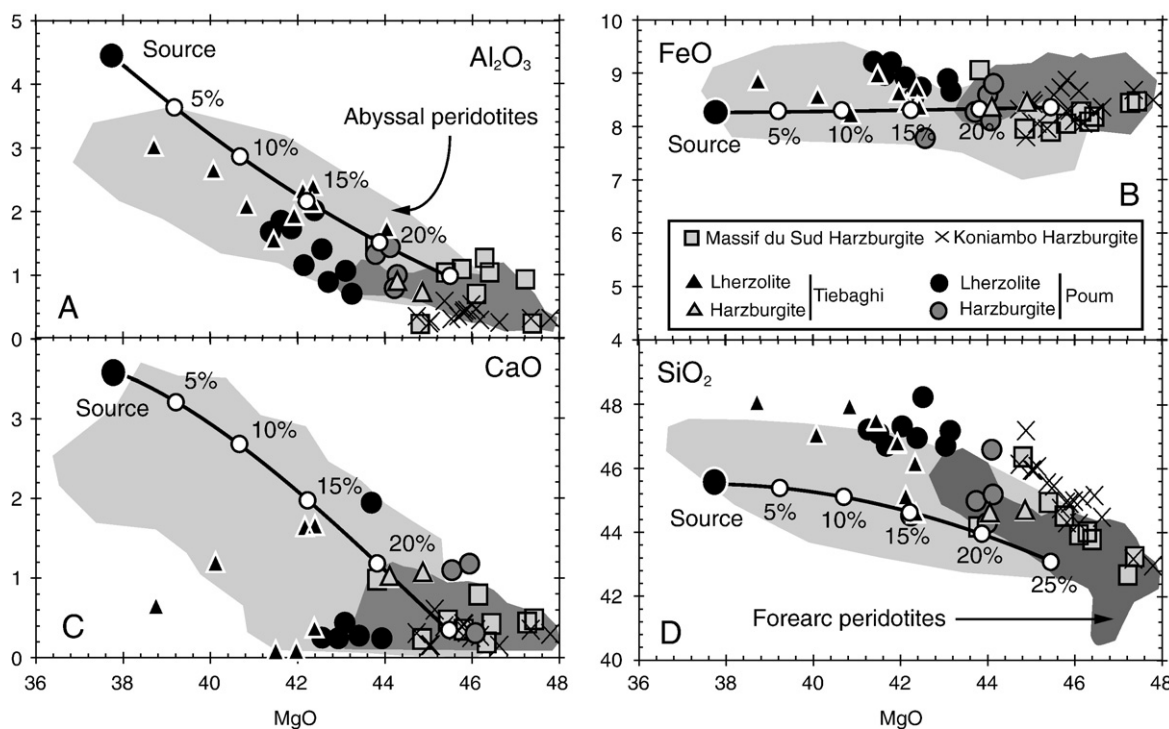 5
4
3
2
1
0
Source
5%
10%
15%
20%
Al₂O₃
Abyssal peridotites
A
10
9
8
7
6
5
4
FeO
Source
5% 10% 15% 20%
B
Massif du Sud Harzburgite
Koniambo Harzburgite
Lherzolite
Harzburgite
Tiebaghi
Lherzolite
Harzburgite
Poum
4
3
2
1
0
CaO
Source
5%
10%
15%
20%
C
36 38 40 42 44 46 48
MgO
48
46
44
42
40
SiO₂
Source
5%
10%
15%
20%
25%
Forearc peridotites
D
36 38 40 42 44 46 48
MgO